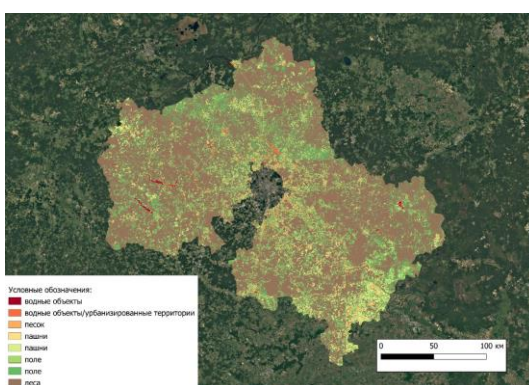 Условные обозначения:
водные объекты
водные объекты/урбанизированные территории
песок
пашни
пашни
поле
поле
леса
0 50 100 км